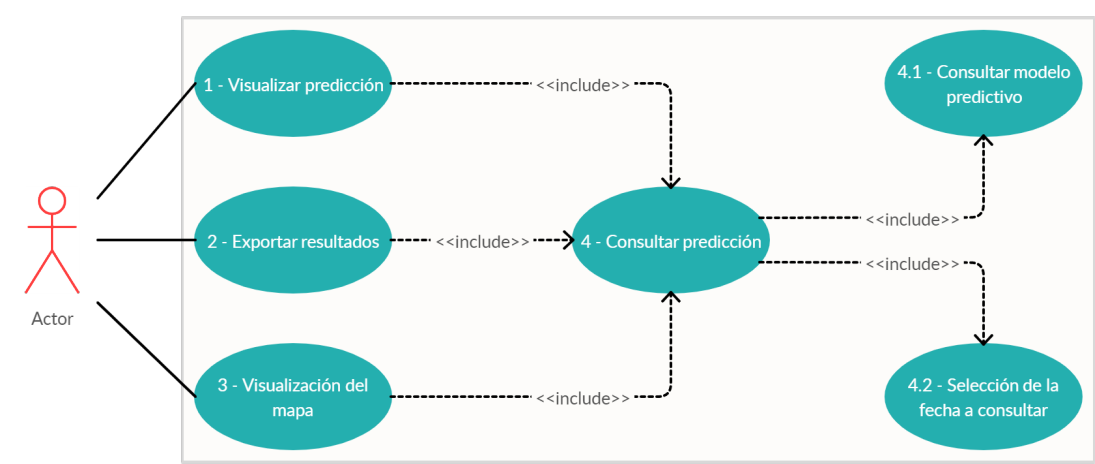 1 - Visualizar predicción
<<include>>
4.1 - Consultar modelo
predictivo
2 - Exportar resultados
<<include>>
4 - Consultar predicción
<<include>>
<<include>>
Actor
3 - Visualización del
mapa
<<include>>
4.2 - Selección de la
fecha a consultar